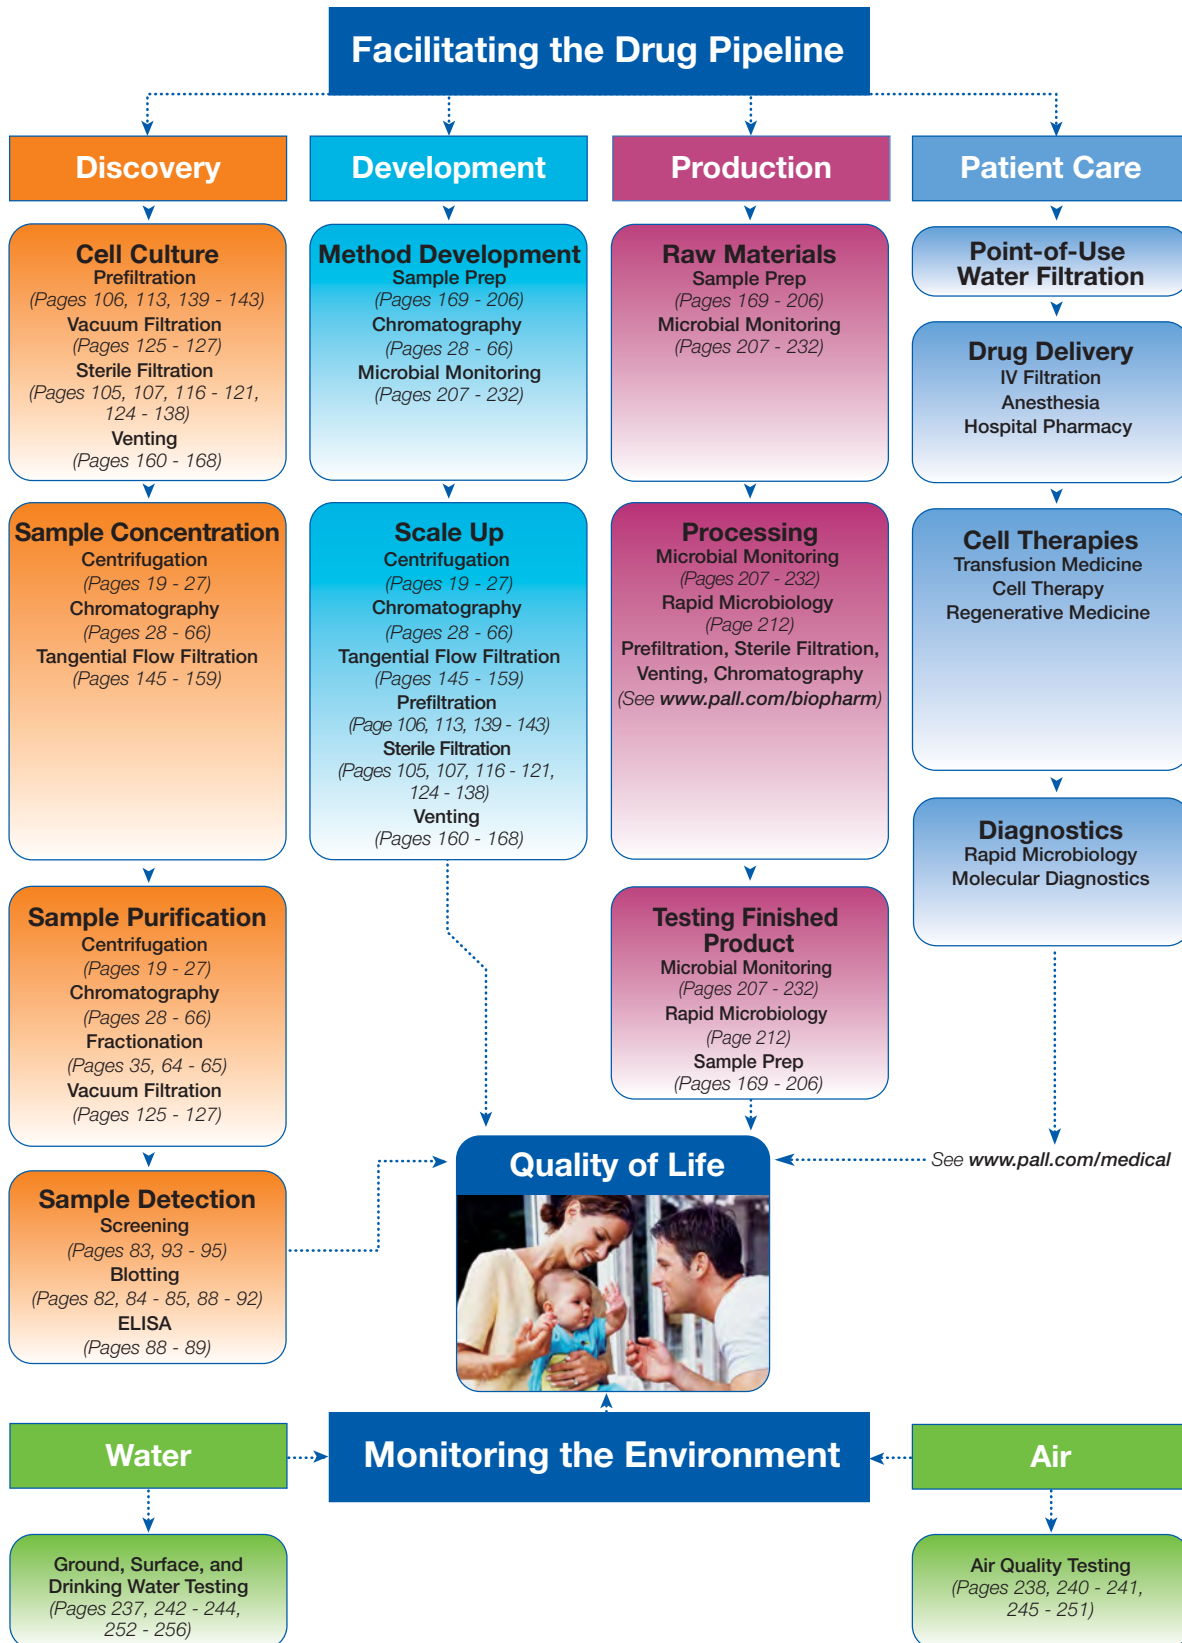 Facilitating the Drug Pipeline
Discovery
Cell Culture
Prefiltration
(Pages 106, 113, 139 - 143)
Vacuum Filtration
(Pages 125 - 127)
Sterile Filtration
(Pages 105, 107, 116 - 121,
124 - 138)
Venting
(Pages 160 - 168)
Sample Concentration
Centrifugation
(Pages 19 - 27)
Chromatography
(Pages 28 - 66)
Tangential Flow Filtration
(Pages 145 - 159)
Sample Purification
Centrifugation
(Pages 19 - 27)
Chromatography
(Pages 28 - 66)
Fractionation
(Pages 35, 64 - 65)
Vacuum Filtration
(Pages 125 - 127)
Sample Detection
Screening
(Pages 83, 93 - 95)
Blotting
(Pages 82, 84 - 85, 88 - 92)
ELISA
(Pages 88 - 89)
Development
Method Development
Sample Prep
(Pages 169 - 206)
Chromatography
(Pages 28 - 66)
Microbial Monitoring
(Pages 207 - 232)
Scale Up
Centrifugation
(Pages 19 - 27)
Chromatography
(Pages 28 - 66)
Tangential Flow Filtration
(Pages 145 - 159)
Prefiltration
(Page 106, 113, 139 - 143)
Sterile Filtration
(Pages 105, 107, 116 - 121,
124 - 138)
Venting
(Pages 160 - 168)
Production
Raw Materials
Sample Prep
(Pages 169 - 206)
Microbial Monitoring
(Pages 207 - 232)
Processing
Microbial Monitoring
(Pages 207 - 232)
Rapid Microbiology
(Page 212)
Prefiltration, Sterile Filtration,
Venting, Chromatography
(See www.pall.com/biopharm)
Testing Finished
Product
Microbial Monitoring
(Pages 207 - 232)
Rapid Microbiology
(Page 212)
Sample Prep
(Pages 169 - 206)
Patient Care
Point-of-Use
Water Filtration
Drug Delivery
IV Filtration
Anesthesia
Hospital Pharmacy
Cell Therapies
Transfusion Medicine
Cell Therapy
Regenerative Medicine
Diagnostics
Rapid Microbiology
Molecular Diagnostics
See www.pall.com/medical
Quality of Life
Monitoring the Environment
Water
Ground, Surface, and
Drinking Water Testing
(Pages 237, 242 - 244,
252 - 256)
Air
Air Quality Testing
(Pages 238, 240 - 241,
245 - 251)